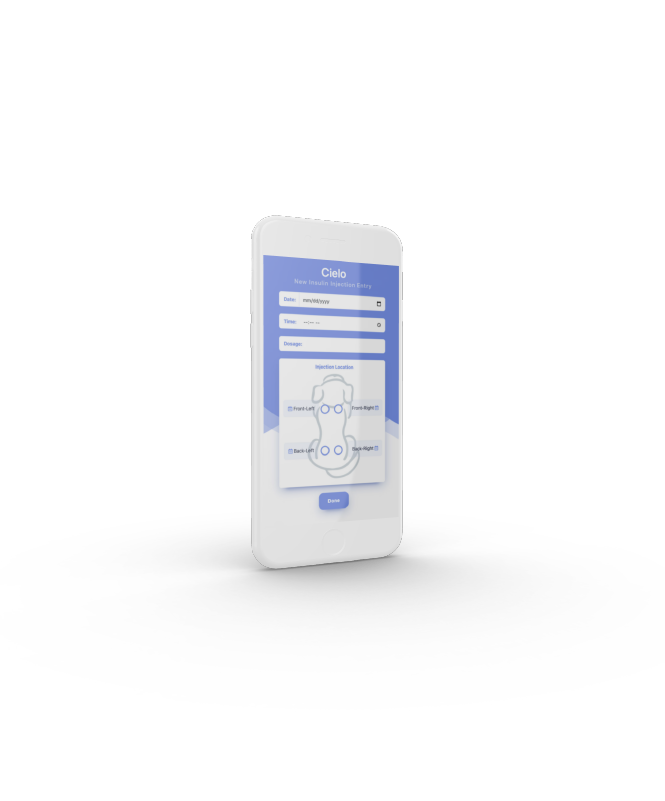 Cielo
New Insulin Injection Entry
Date: mm/dd/yyyy
Time: --:-- --
Dosage:
Injection Location
Front-Left Front-Right
Back-Left Back-Right
Done